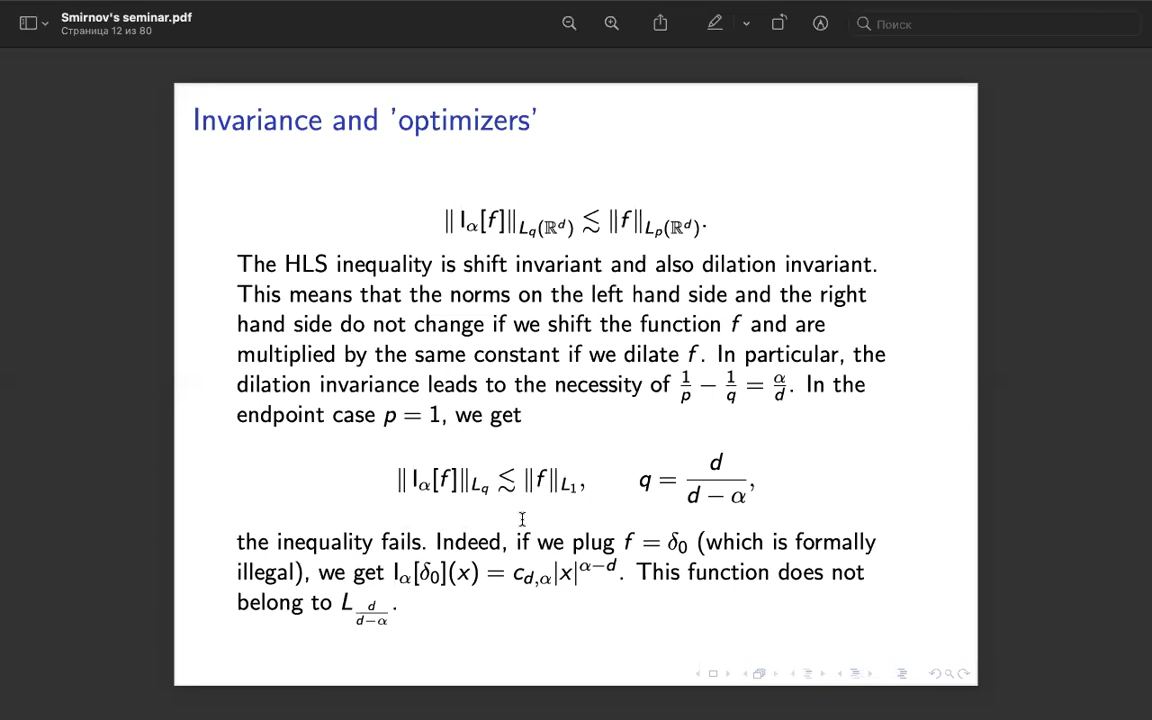 Smirnov's seminar.pdf
Страница 12 из 80
Поиск
Invariance and 'optimizers'
‖ I_α[f]‖_{L_q(ℝ^d)} ≲ ‖f‖_{L_p(ℝ^d)}.
The HLS inequality is shift invariant and also dilation invariant.
This means that the norms on the left hand side and the right
hand side do not change if we shift the function f and are
multiplied by the same constant if we dilate f. In particular, the
dilation invariance leads to the necessity of 1/p − 1/q = α/d. In the
endpoint case p = 1, we get
‖ I_α[f]‖_{L_q} ≲ ‖f‖_{L_1}, q = d/(d − α),
the inequality fails. Indeed, if we plug f = δ_0 (which is formally
illegal), we get I_α[δ_0](x) = c_{d,α}|x|^{α−d}. This function does not
belong to L_{d/(d−α)}.